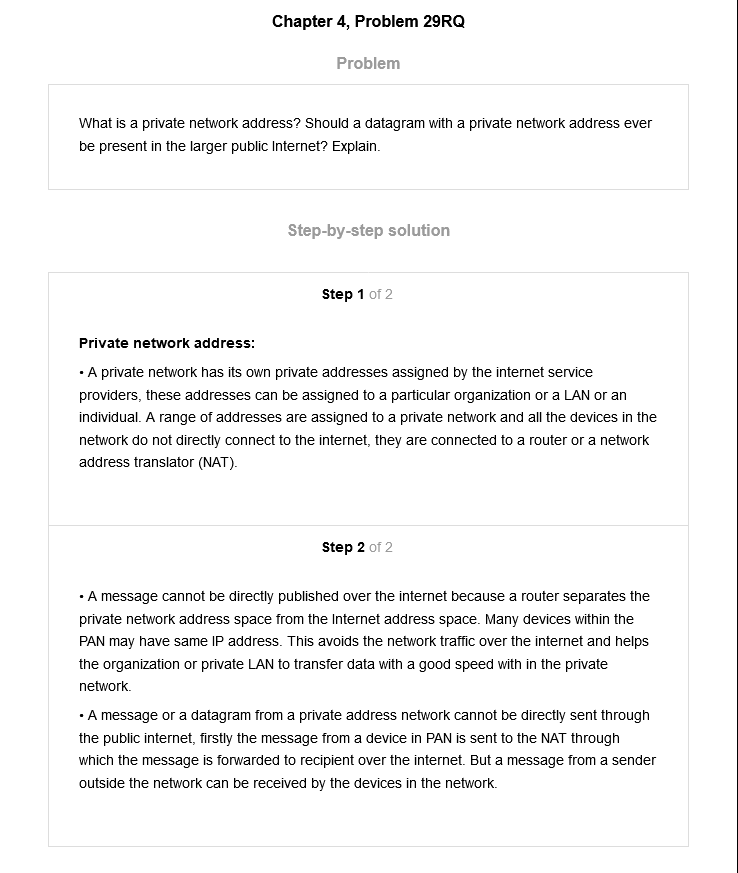 Chapter 4, Problem 29RQ
Problem
What is a private network address? Should a datagram with a private network address ever
be present in the larger public Internet? Explain.
Step-by-step solution
Step 1 of 2
Private network address:
• A private network has its own private addresses assigned by the internet service
providers, these addresses can be assigned to a particular organization or a LAN or an
individual. A range of addresses are assigned to a private network and all the devices in the
network do not directly connect to the internet, they are connected to a router or a network
address translator (NAT).
Step 2 of 2
• A message cannot be directly published over the internet because a router separates the
private network address space from the Internet address space. Many devices within the
PAN may have same IP address. This avoids the network traffic over the internet and helps
the organization or private LAN to transfer data with a good speed with in the private
network.
• A message or a datagram from a private address network cannot be directly sent through
the public internet, firstly the message from a device in PAN is sent to the NAT through
which the message is forwarded to recipient over the internet. But a message from a sender
outside the network can be received by the devices in the network.